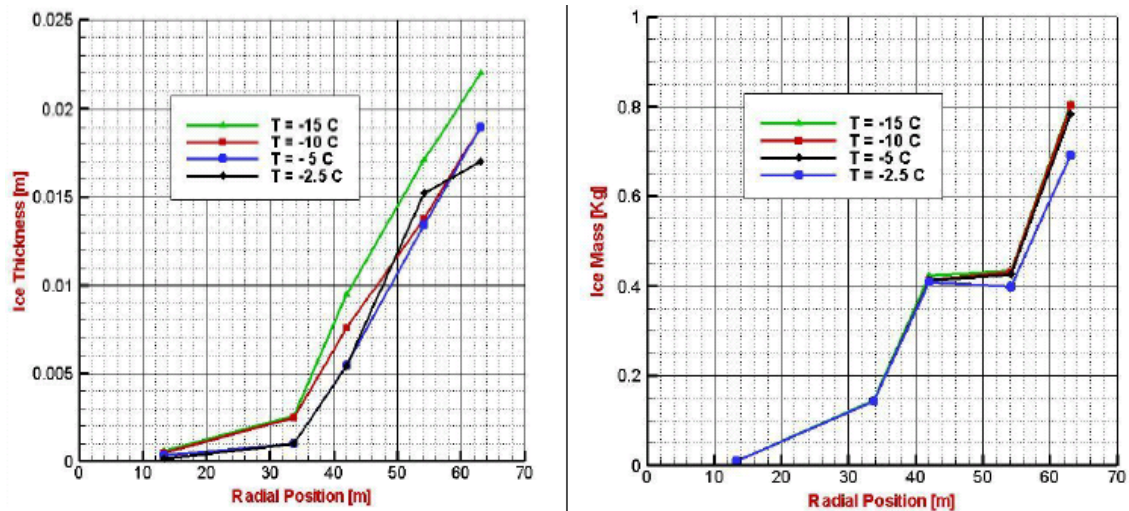 0.025
0.02
0.015
0.01
0.005
0
Ice Thickness [m]
T = -15 C
T = -10 C
T = - 5 C
T = -2.5 C
0 10 20 30 40 50 60 70
Radial Position [m]
1
0.8
0.6
0.4
0.2
0
Ice Mass [Kg]
T = -15 C
T = -10 C
T = -5 C
T = -2.5 C
0 10 20 30 40 50 60 70
Radial Position [m]